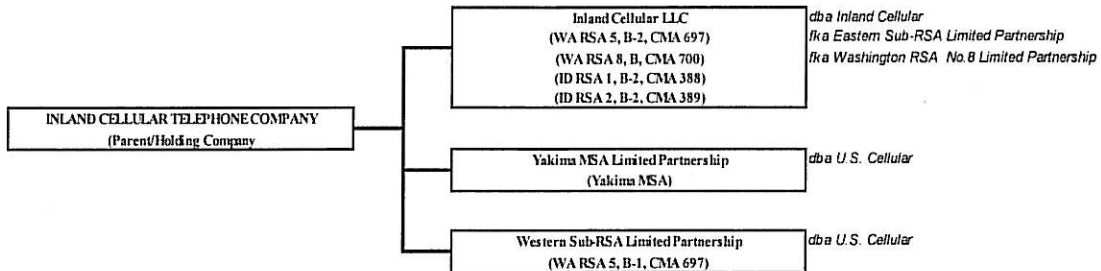 Inland Cellular LLC
(WA RSA 5, B-2, CMA 697)
(WA RSA 8, B, CMA 700)
(ID RSA 1, B-2, CMA 388)
(ID RSA 2, B-2, CMA 389)
dba Inland Cellular
fka Eastern Sub-RSA Limited Partnership
fka Washington RSA No.8 Limited Partnership
INLAND CELLULAR TELEPHONE COMPANY
(Parent/Holding Company
Yakima MSA Limited Partnership
(Yakima MSA)
dba U.S. Cellular
Western Sub-RSA Limited Partnership
(WA RSA 5, B-1, CMA 697)
dba U.S. Cellular